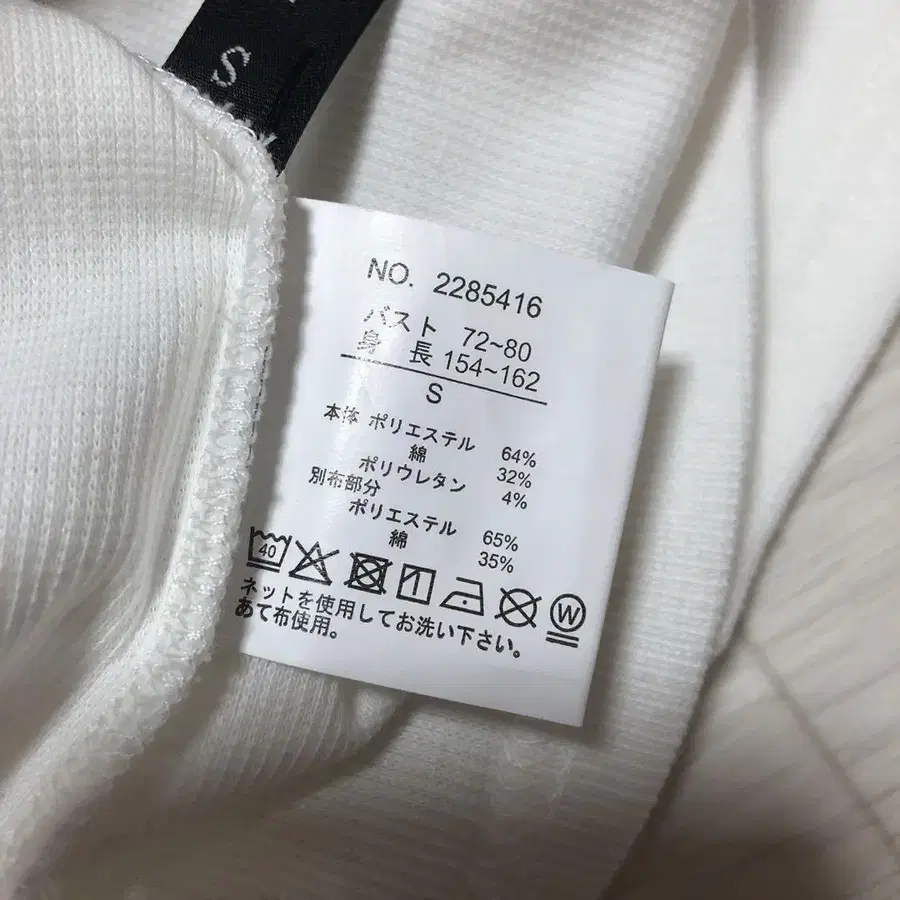 S
NO. 2285416
バスト 72~80
身 長 154~162
S
本体 ポリエステル 64%
綿 32%
ポリウレタン 4%
別布部分
ポリエステル 65%
綿 35%
40
W
ネットを使用してお洗い下さい。
あて布使用。